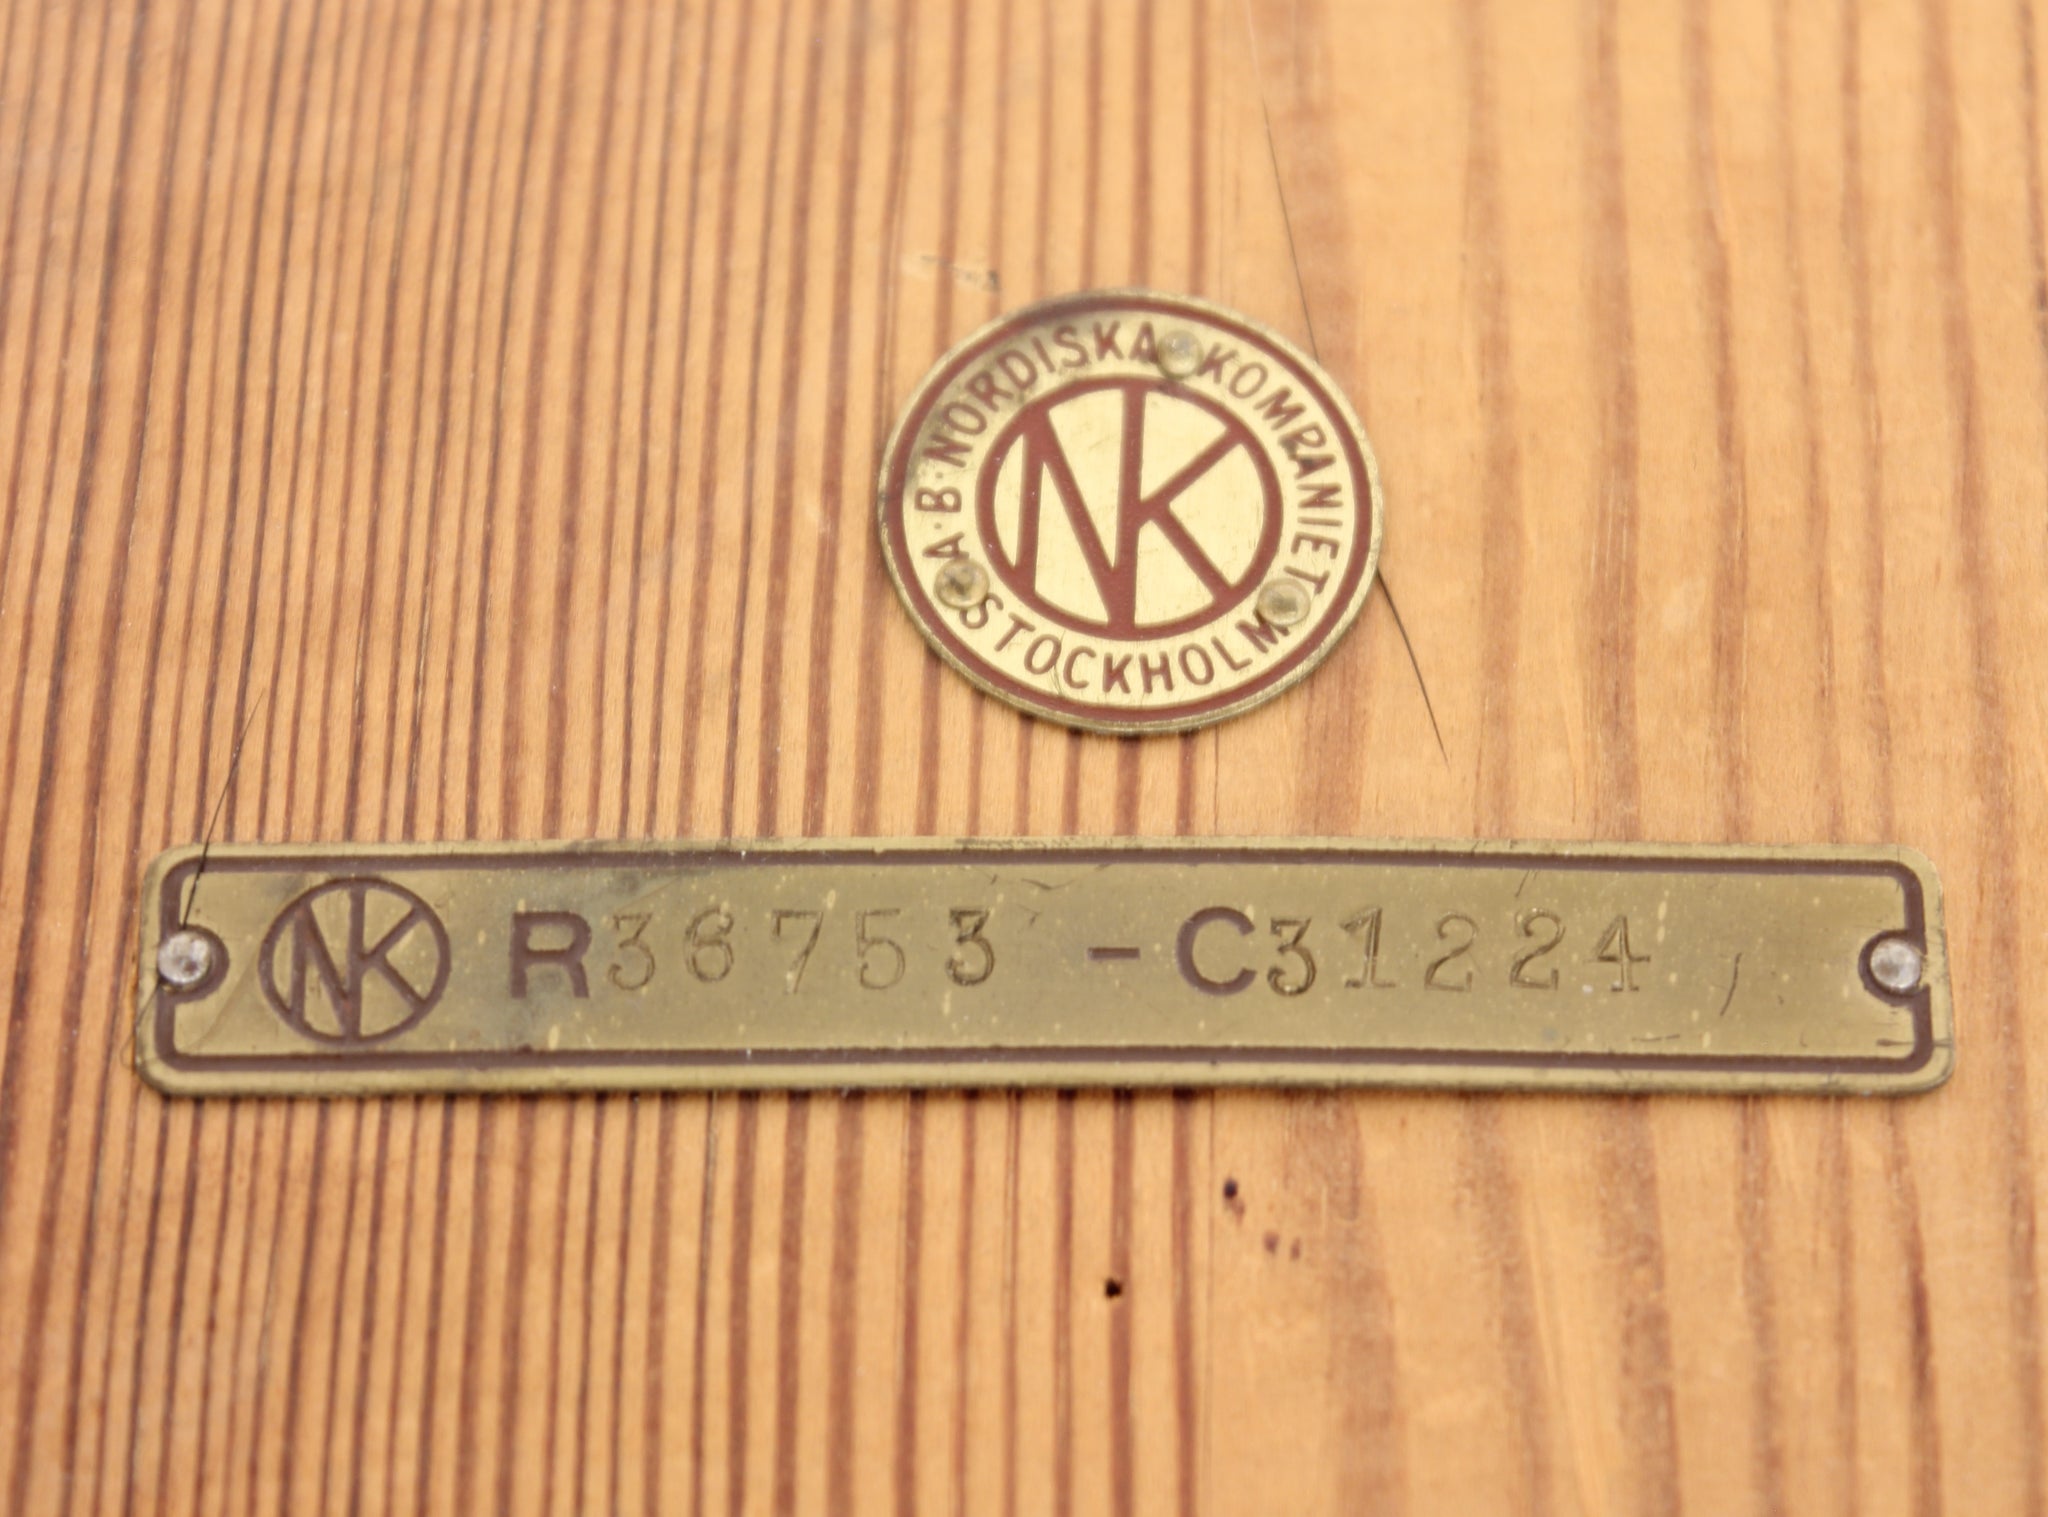 A·B·NORDISKA KOMPANIET
STOCKHOLM
NK
NK R36753 - C31224